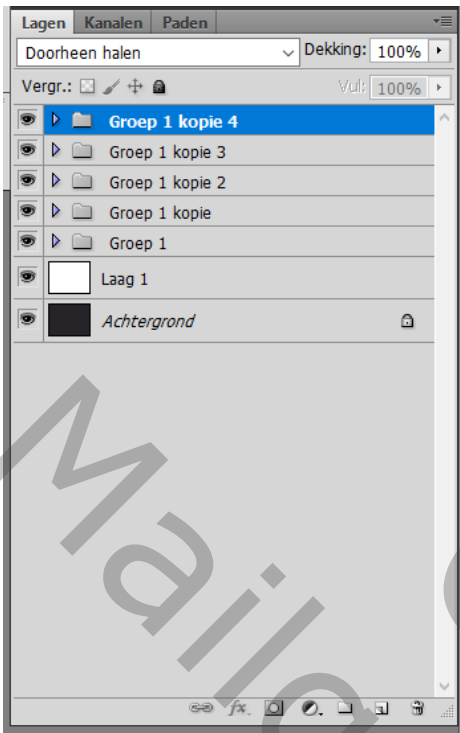 Lagen Kanalen Paden
Doorheen halen Dekking: 100%
Vergr.: Vul: 100%
Groep 1 kopie 4
Groep 1 kopie 3
Groep 1 kopie 2
Groep 1 kopie
Groep 1
Laag 1
Achtergrond
fx.